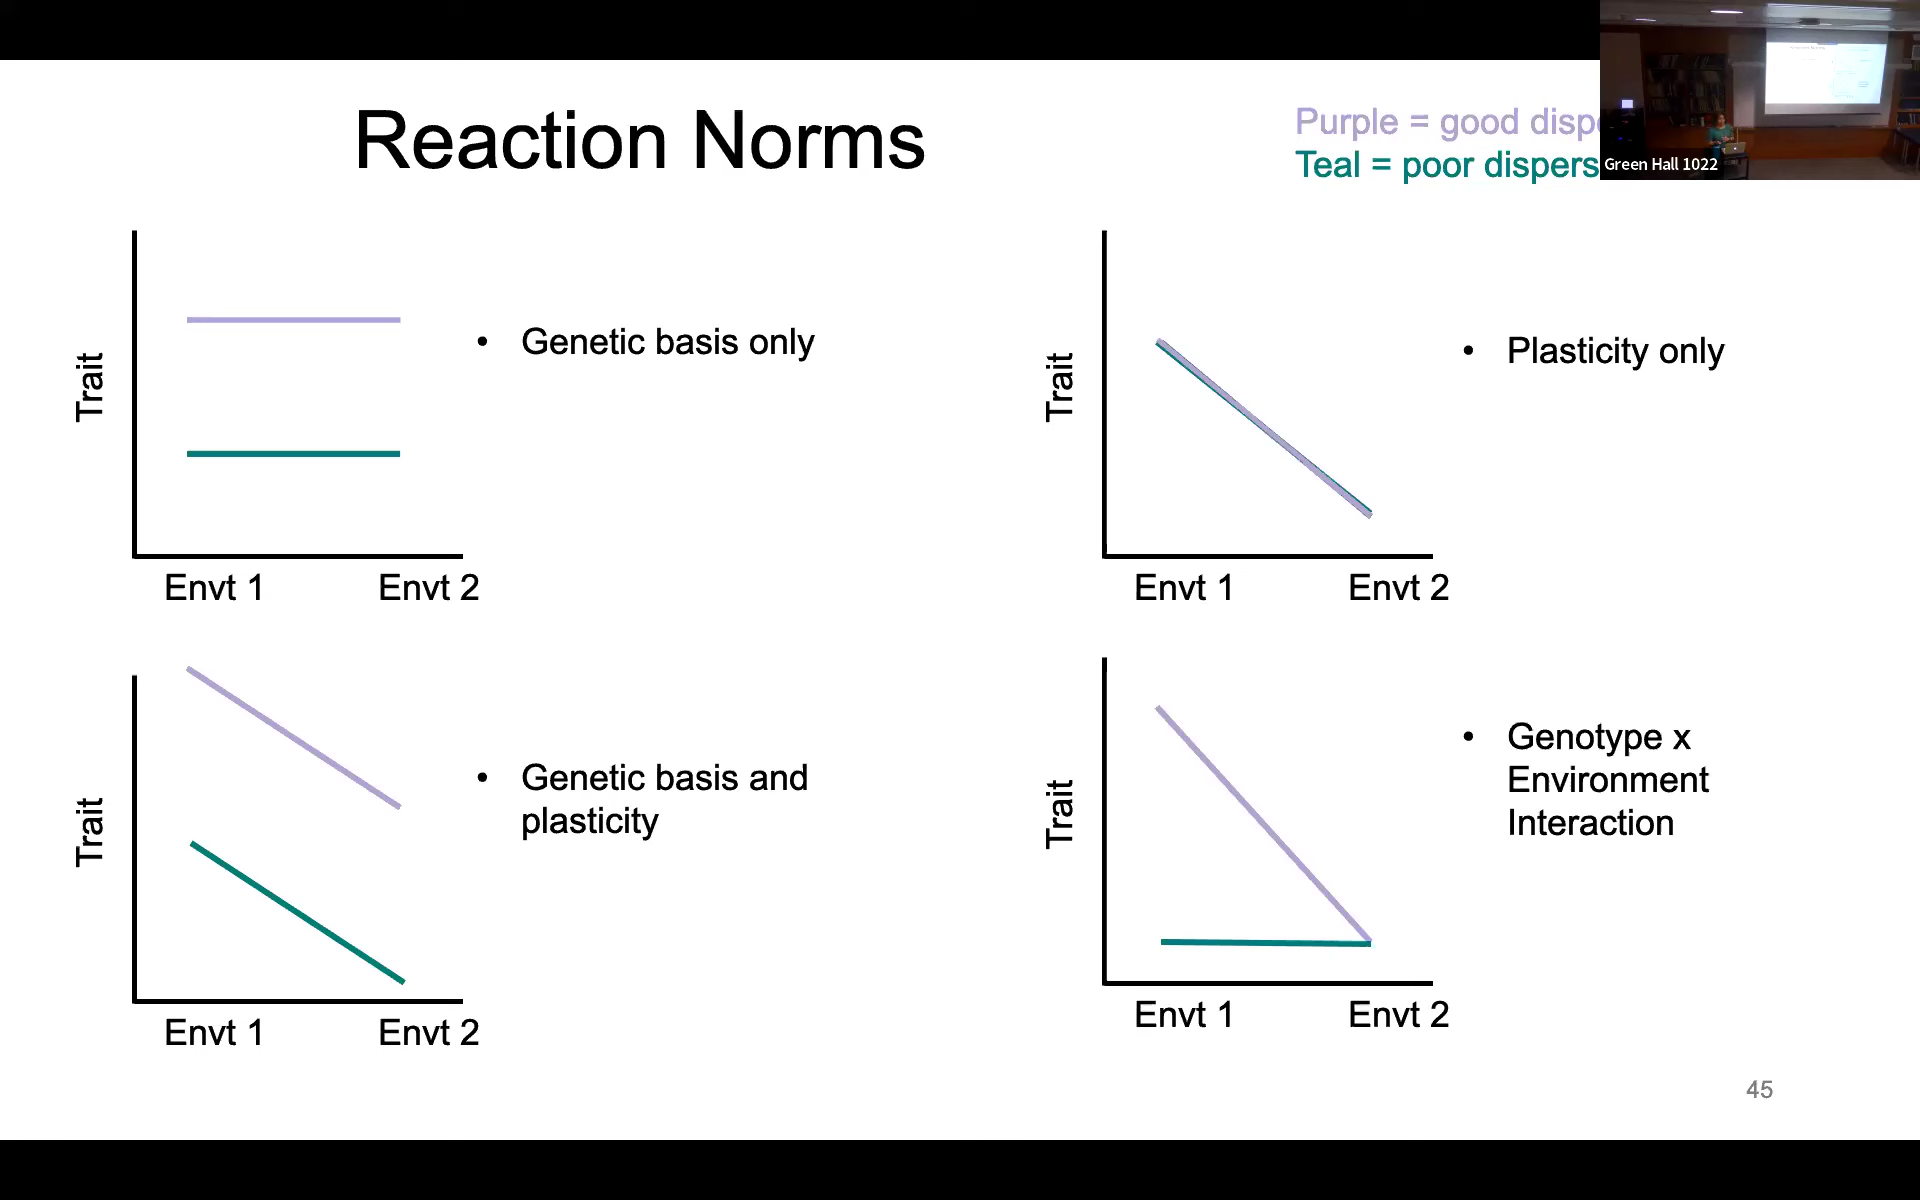 Reaction Norms
Purple = good
Teal = poor
Green Hall 1022
Trait
Envt 1
Envt 2
• Genetic basis only
Trait
Envt 1
Envt 2
• Plasticity only
Trait
Envt 1
Envt 2
• Genetic basis and
plasticity
Trait
Envt 1
Envt 2
• Genotype x
Environment
Interaction
45